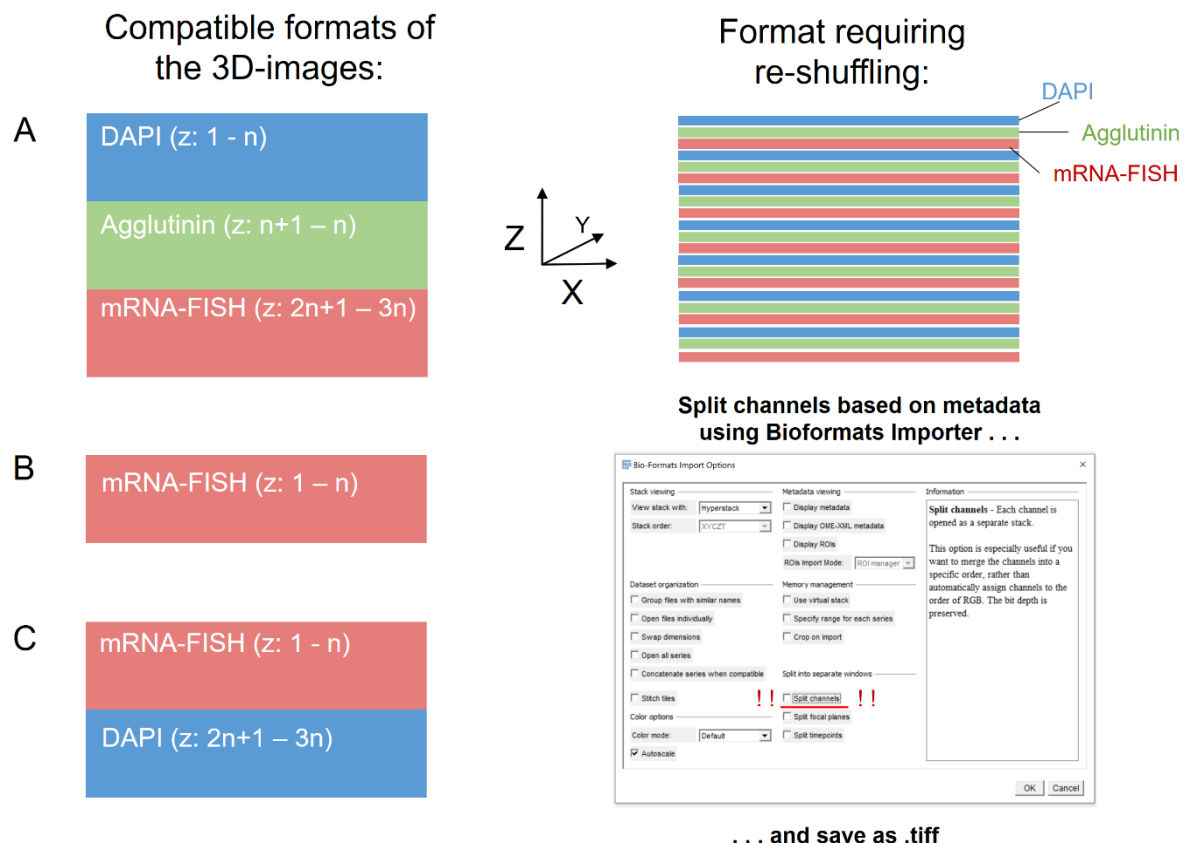 Compatible formats of
the 3D-images:
A
DAPI (z: 1 - n)
Agglutinin (z: n+1 – n)
mRNA-FISH (z: 2n+1 – 3n)
B
mRNA-FISH (z: 1 – n)
C
mRNA-FISH (z: 1 - n)
DAPI (z: 2n+1 – 3n)
Z
Y
X
Format requiring
re-shuffling:
DAPI
Agglutinin
mRNA-FISH
Split channels based on metadata
using Bioformats Importer . . .
Bio-Formats Import Options
×
Stack viewing
View stack with:
Hyperstack
Stack order:
XYCZT
Metadata viewing
Display metadata
Display OME-XML metadata
Display ROIs
ROIs Import Mode:
ROI manager
Dataset organization
Group files with similar names
Open files individually
Swap dimensions
Open all series
Concatenate series when compatible
Stitch tiles
Memory management
Use virtual stack
Specify range for each series
Crop on import
Split into separate windows
!! Split channels !!
Split focal planes
Split timepoints
Color options
Color mode:
Default
Autoscale
Information
Split channels - Each channel is
opened as a separate stack.
This option is especially useful if you
want to merge the channels into a
specific order, rather than
automatically assign channels to the
order of RGB. The bit depth is
preserved.
OK
Cancel
. . . and save as .tiff